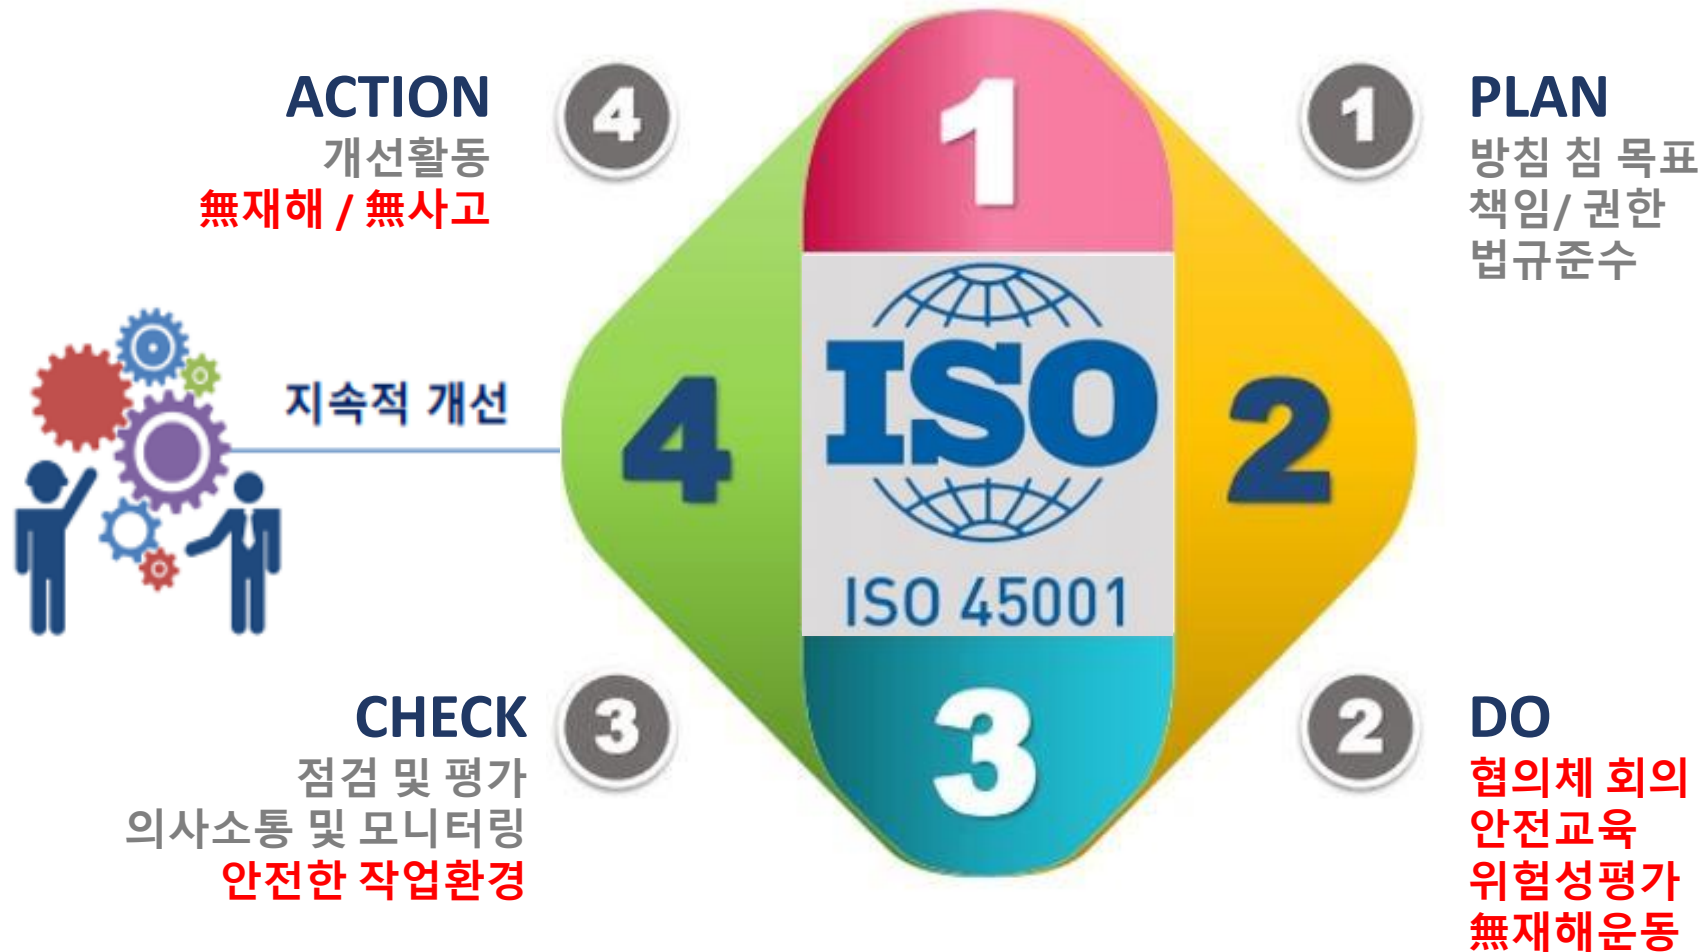 ACTION
개선활동
無재해 / 無사고
4
1
1
PLAN
방침 침 목표
책임/ 권한
법규준수
지속적 개선
4
ISO
ISO 45001
2
CHECK
점검 및 평가
의사소통 및 모니터링
안전한 작업환경
3
3
2
DO
협의체 회의
안전교육
위험성평가
無재해운동